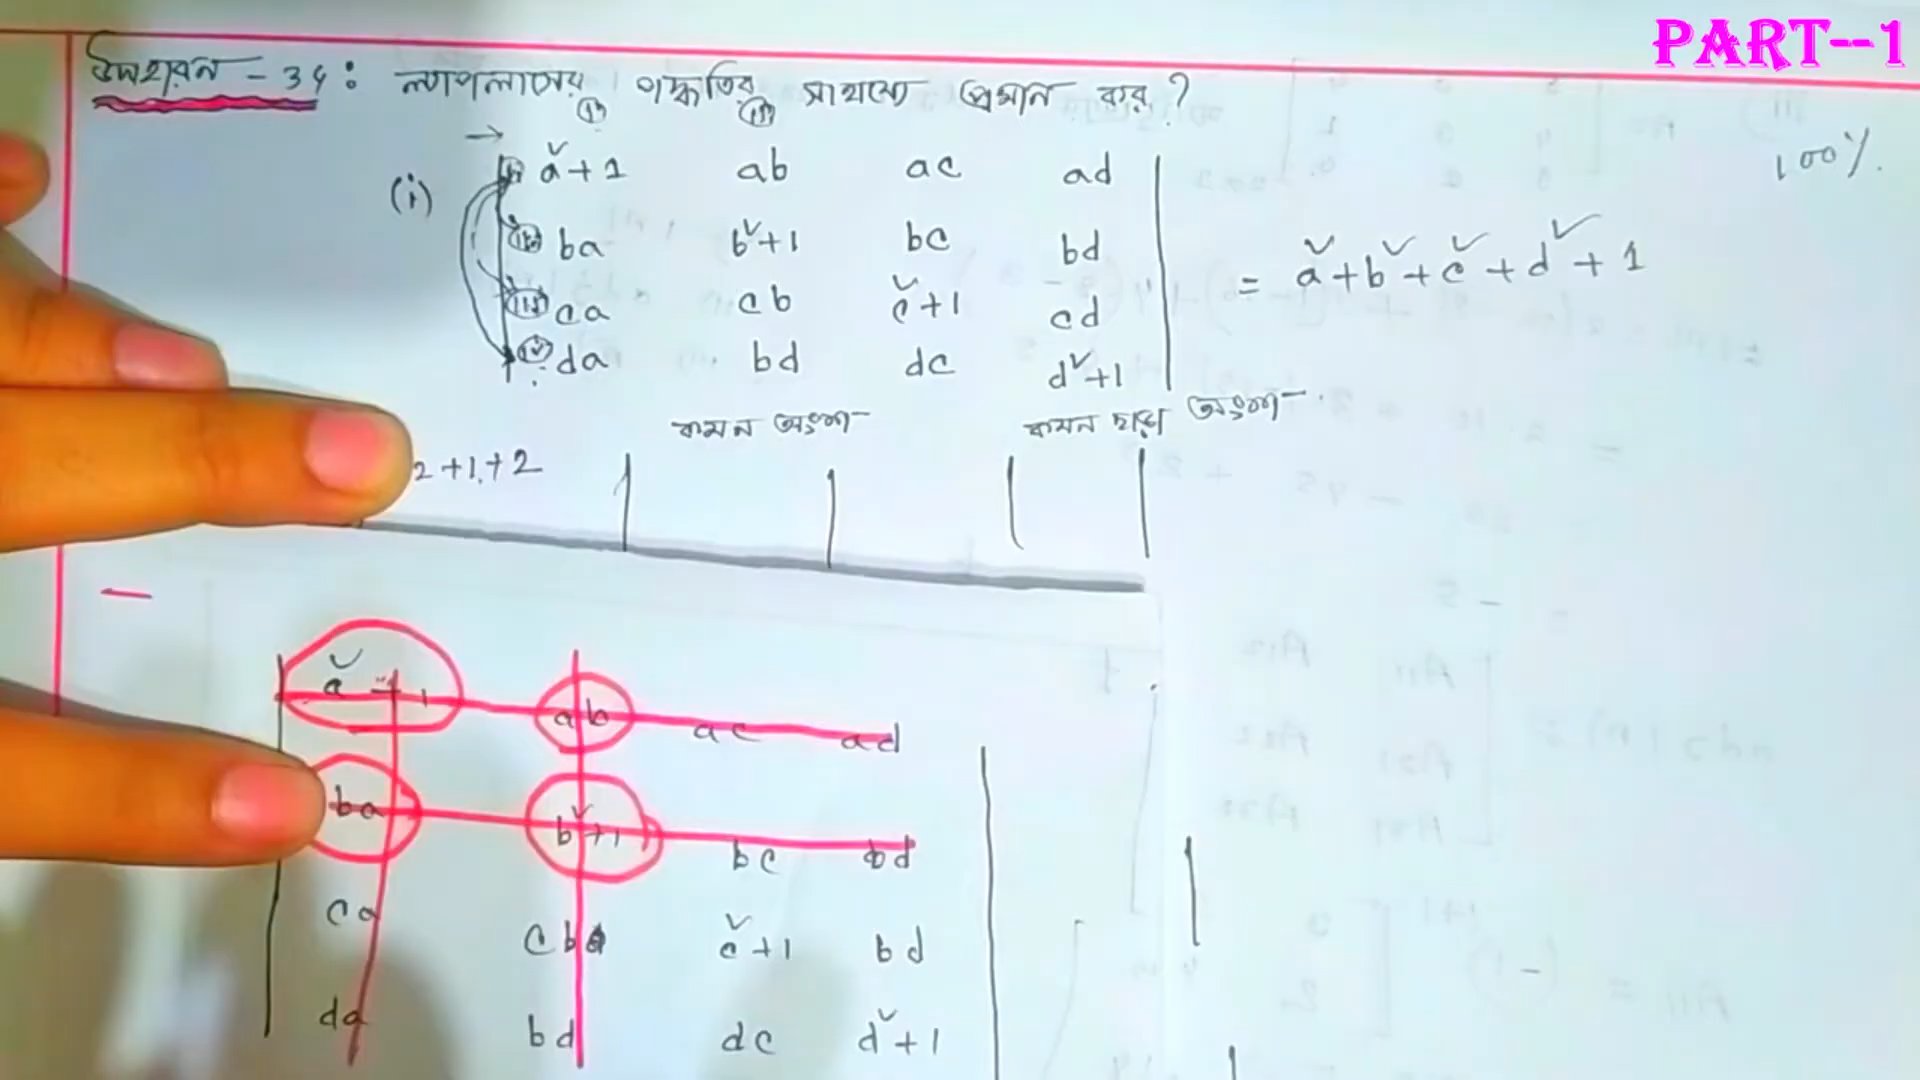 PART--1
উদাহরন - 34 : ল্যাপলাসের পদ্ধতির সাহায্যে প্রমান কর ?
100%.
(i) a²+1 ab ac ad
ba b²+1 bc bd
= a²+b²+c²+d²+1
ca cb c²+1 cd
da bd dc d²+1
কমন অংশ- কমন ছাড়া অংশ-
2+1+2
a²+1 ab ac ad
ba b²+1 bc bd
ca cb c²+1 bd
da bd dc d²+1